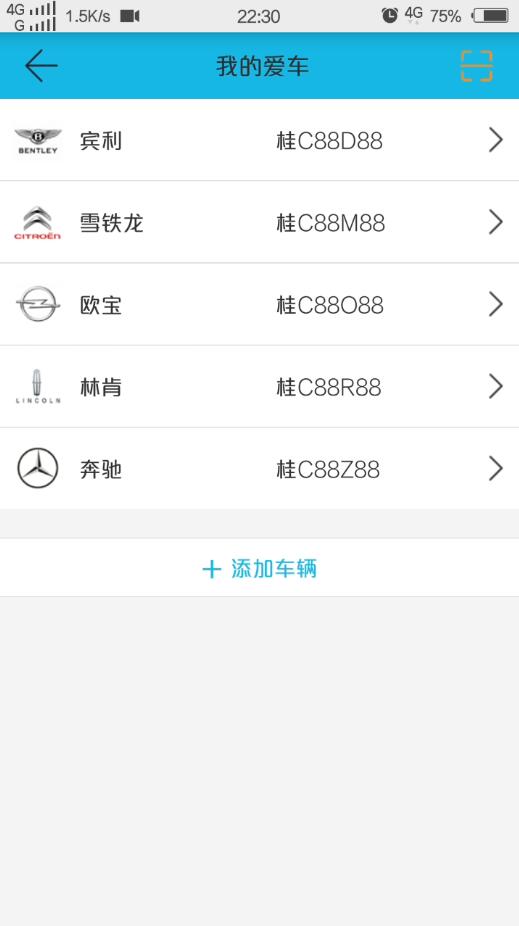 4G 1.5K/s 22:30 4G 75%
G
我的爱车
BENTLEY 宾利 桂C88D88
CITROËN 雪铁龙 桂C88M88
欧宝 桂C88O88
LINCOLN 林肯 桂C88R88
奔驰 桂C88Z88
+ 添加车辆